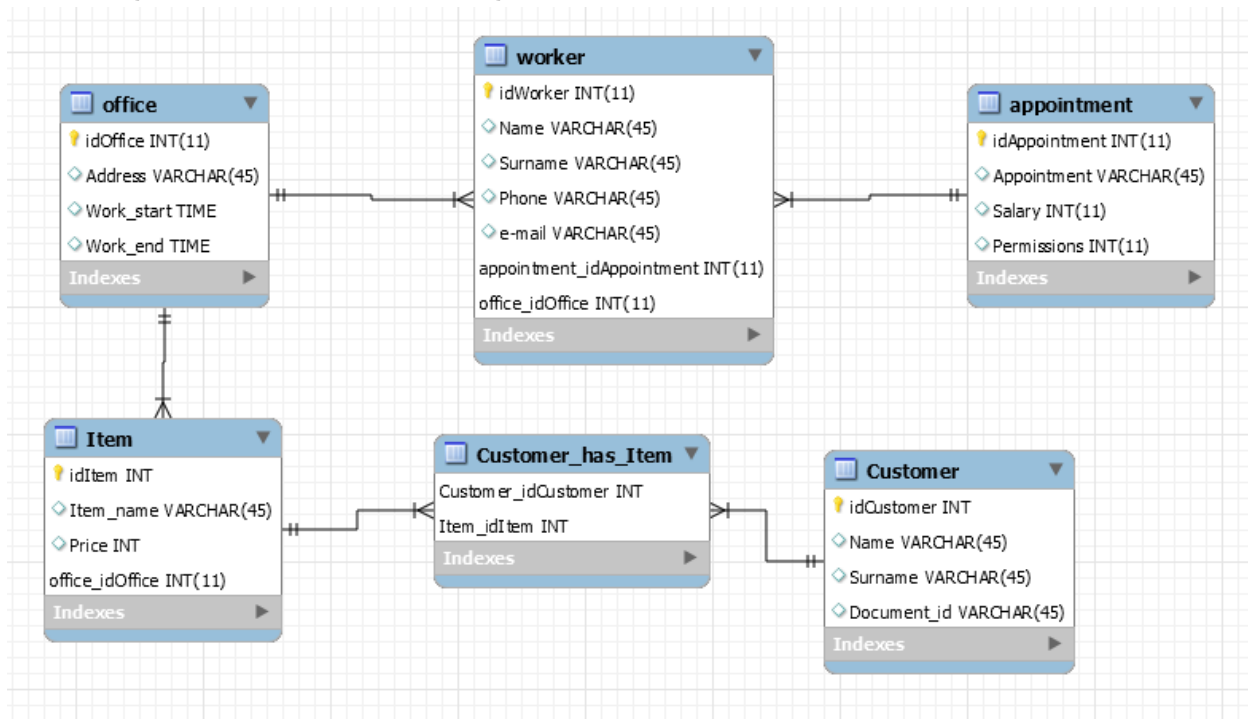 office
idOffice INT(11)
Address VARCHAR(45)
Work_start TIME
Work_end TIME
Indexes
worker
idWorker INT(11)
Name VARCHAR(45)
Surname VARCHAR(45)
Phone VARCHAR(45)
e-mail VARCHAR(45)
appointment_idAppointment INT(11)
office_idOffice INT(11)
Indexes
appointment
idAppointment INT(11)
Appointment VARCHAR(45)
Salary INT(11)
Permissions INT(11)
Indexes
Item
idItem INT
Item_name VARCHAR(45)
Price INT
office_idOffice INT(11)
Indexes
Customer_has_Item
Customer_idCustomer INT
Item_idItem INT
Indexes
Customer
idCustomer INT
Name VARCHAR(45)
Surname VARCHAR(45)
Document_id VARCHAR(45)
Indexes